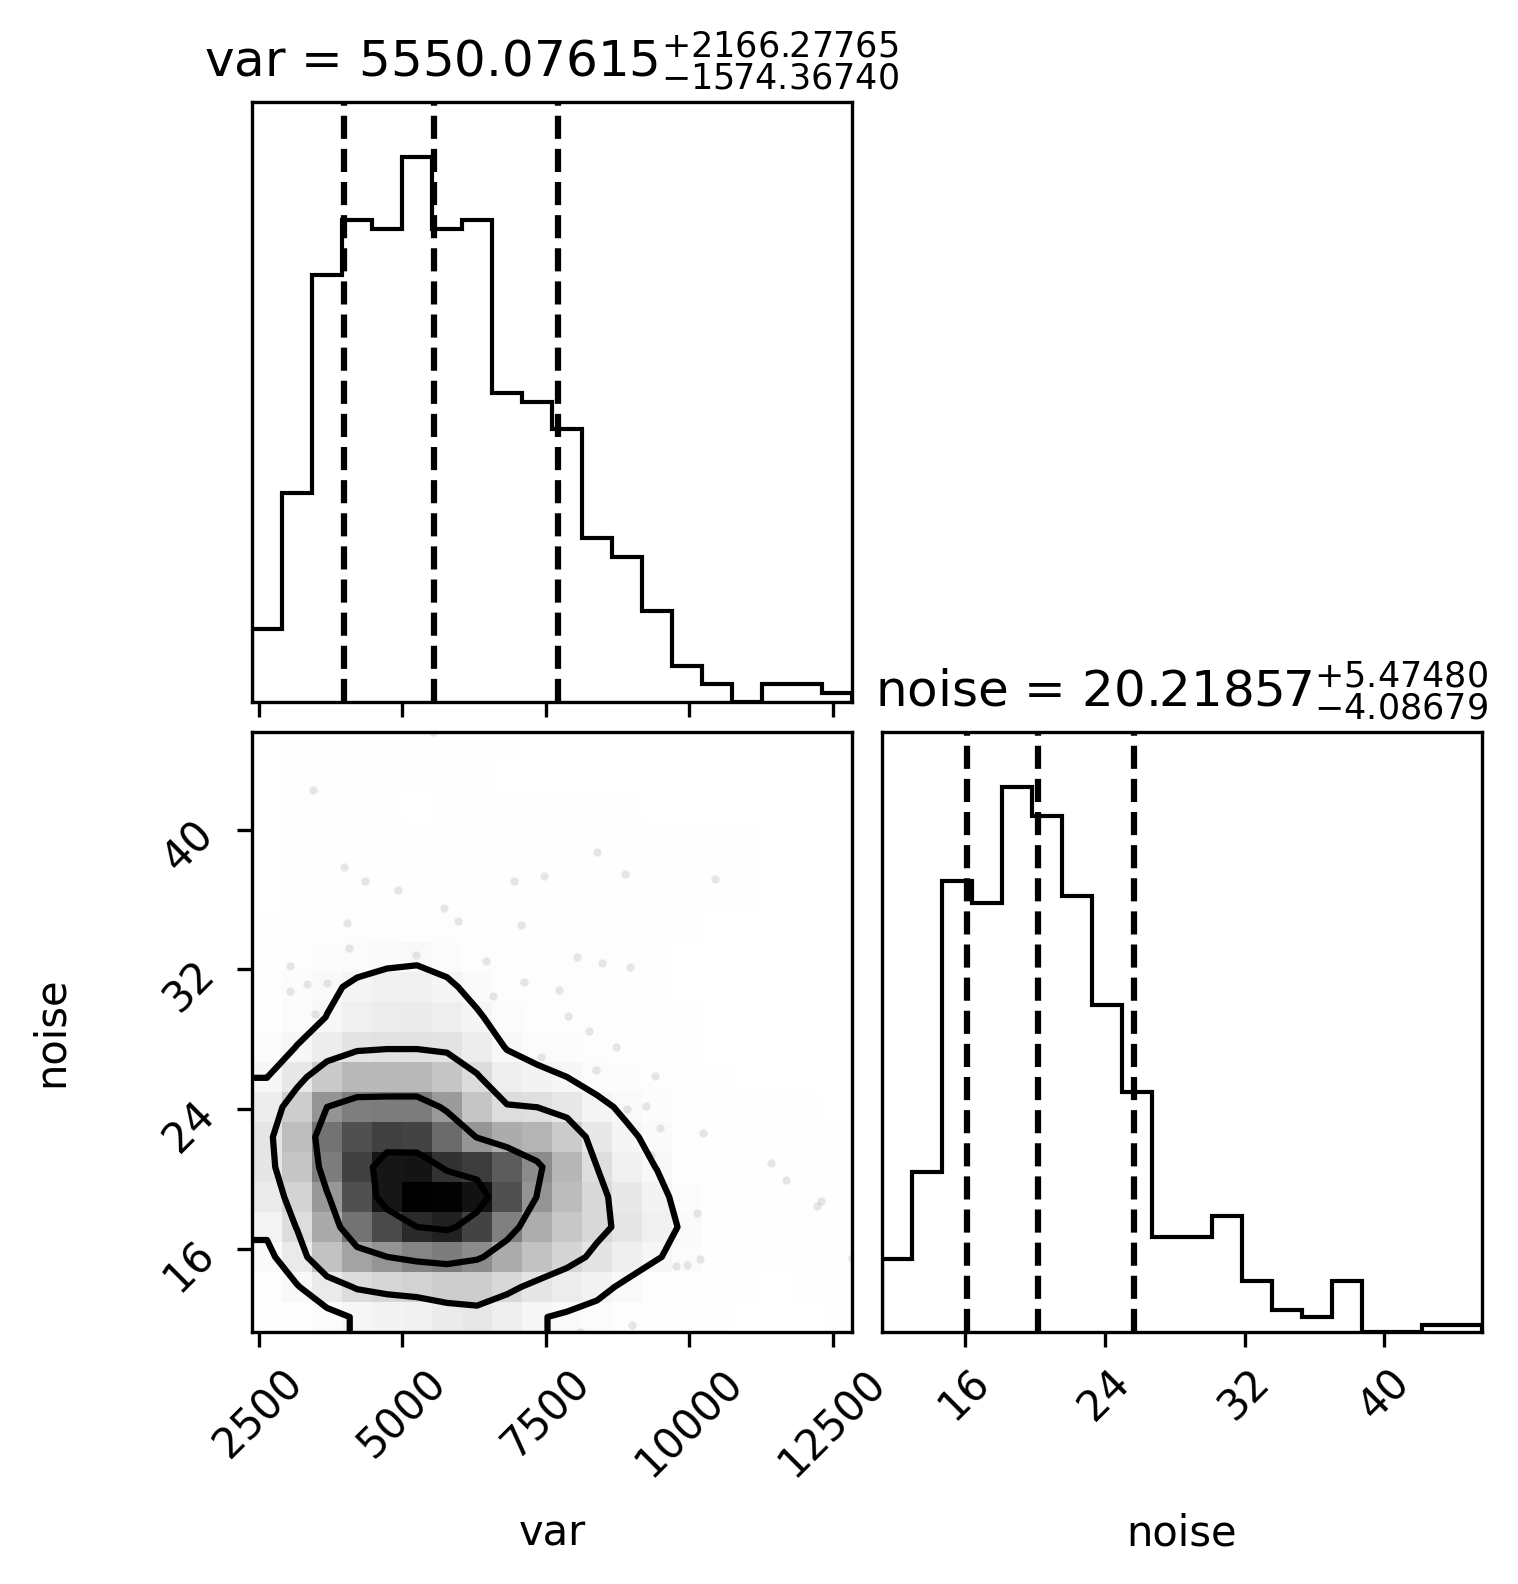 var = 5550.07615+2166.27765−1574.36740
noise = 20.21857+5.47480−4.08679
40
32
24
16
noise
2500 5000 7500 10000 12500
16 24 32 40
var
noise